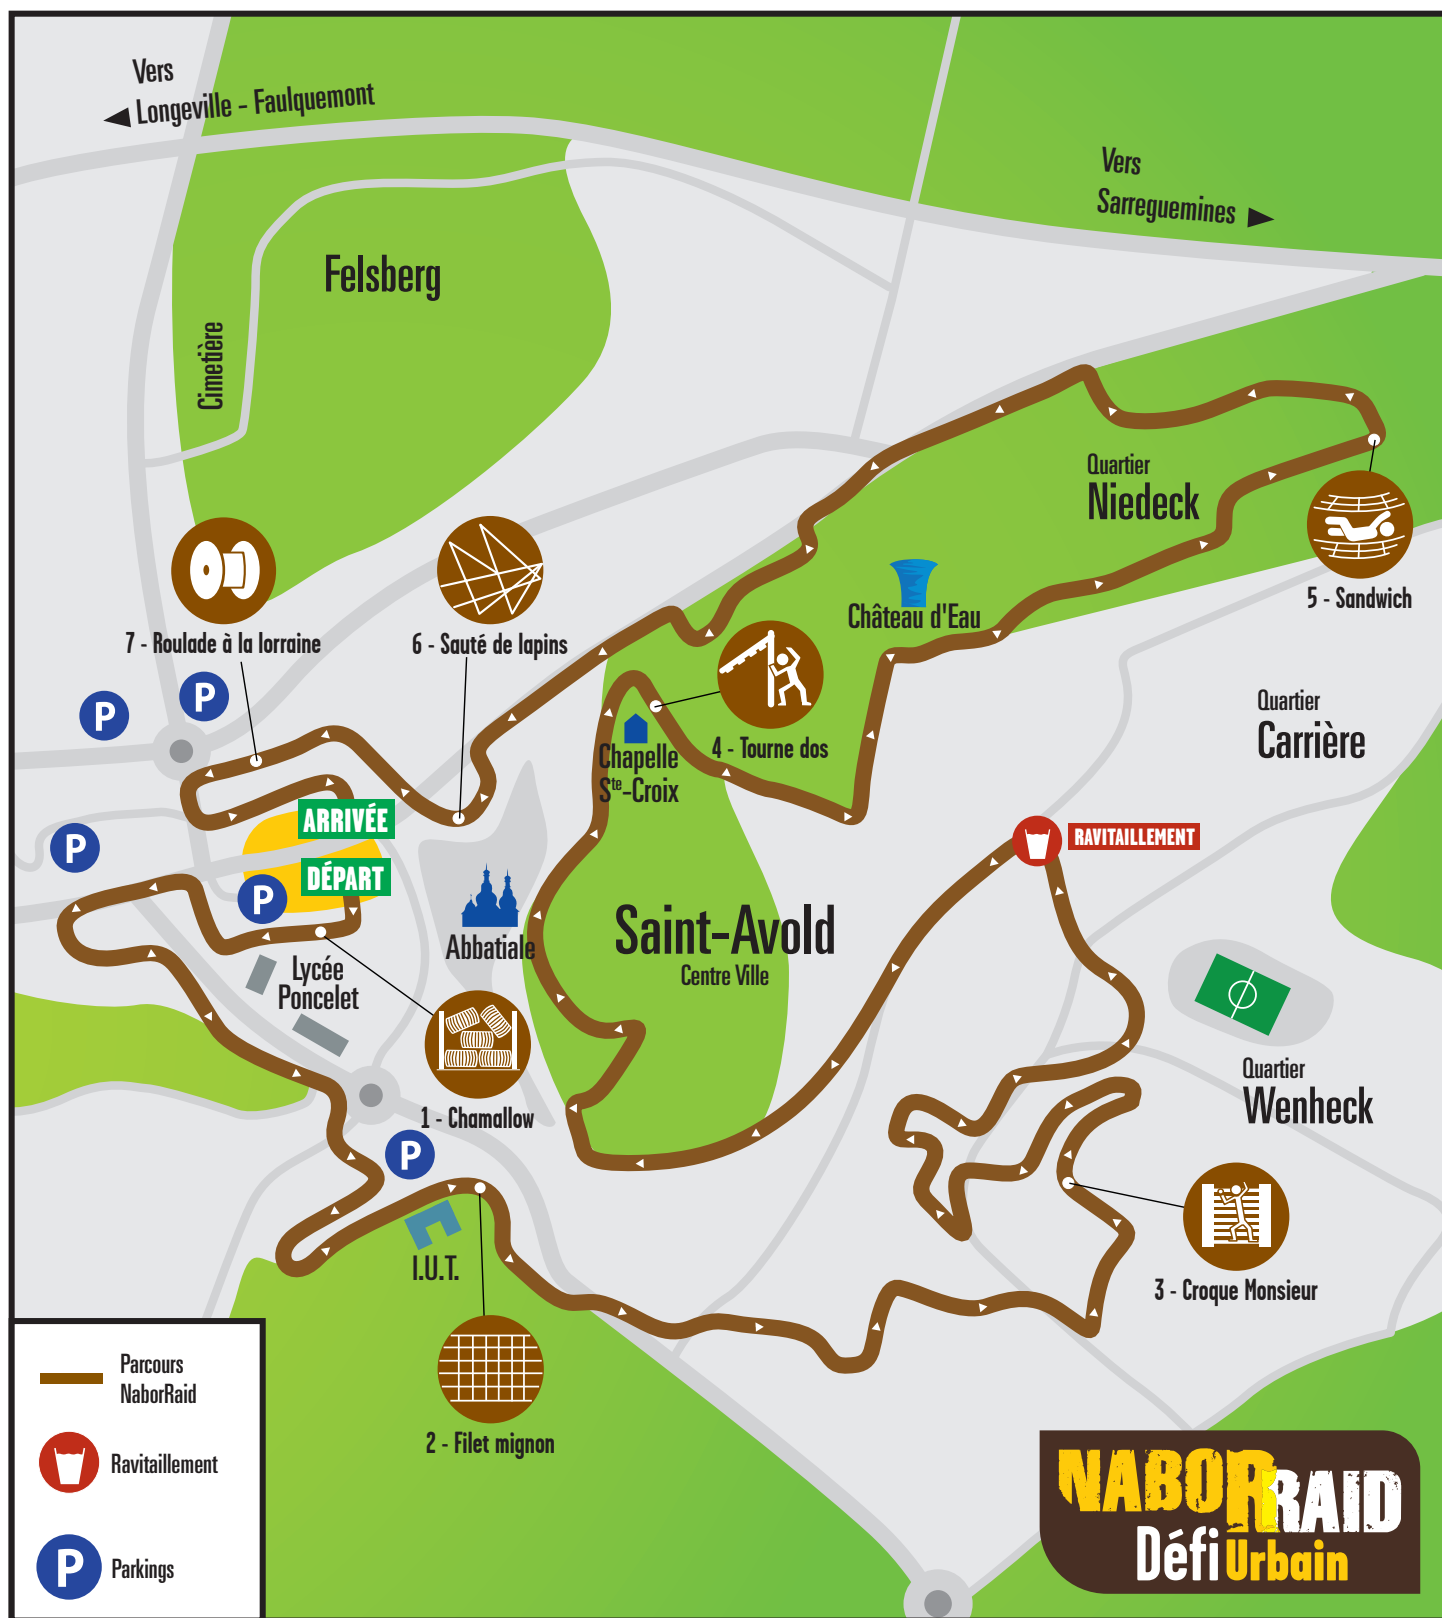 Vers
Longeville - Faulquemont
Vers
Sarreguemines
Felsberg
Cimetière
Quartier
Niedeck
5 - Sandwich
Château d'Eau
7 - Roulade à la lorraine
6 - Sauté de lapins
P
P
Quartier
Carrière
4 - Tourne dos
Chapelle
Ste-Croix
ARRIVÉE
RAVITAILLEMENT
P
DÉPART
P
Saint-Avold
Centre Ville
Abbatiale
Lycée
Poncelet
Quartier
Wenheck
1 - Chamallow
P
I.U.T.
3 - Croque Monsieur
2 - Filet mignon
Parcours
NaborRaid
Ravitaillement
P
Parkings
NABORRAID
Défi Urbain